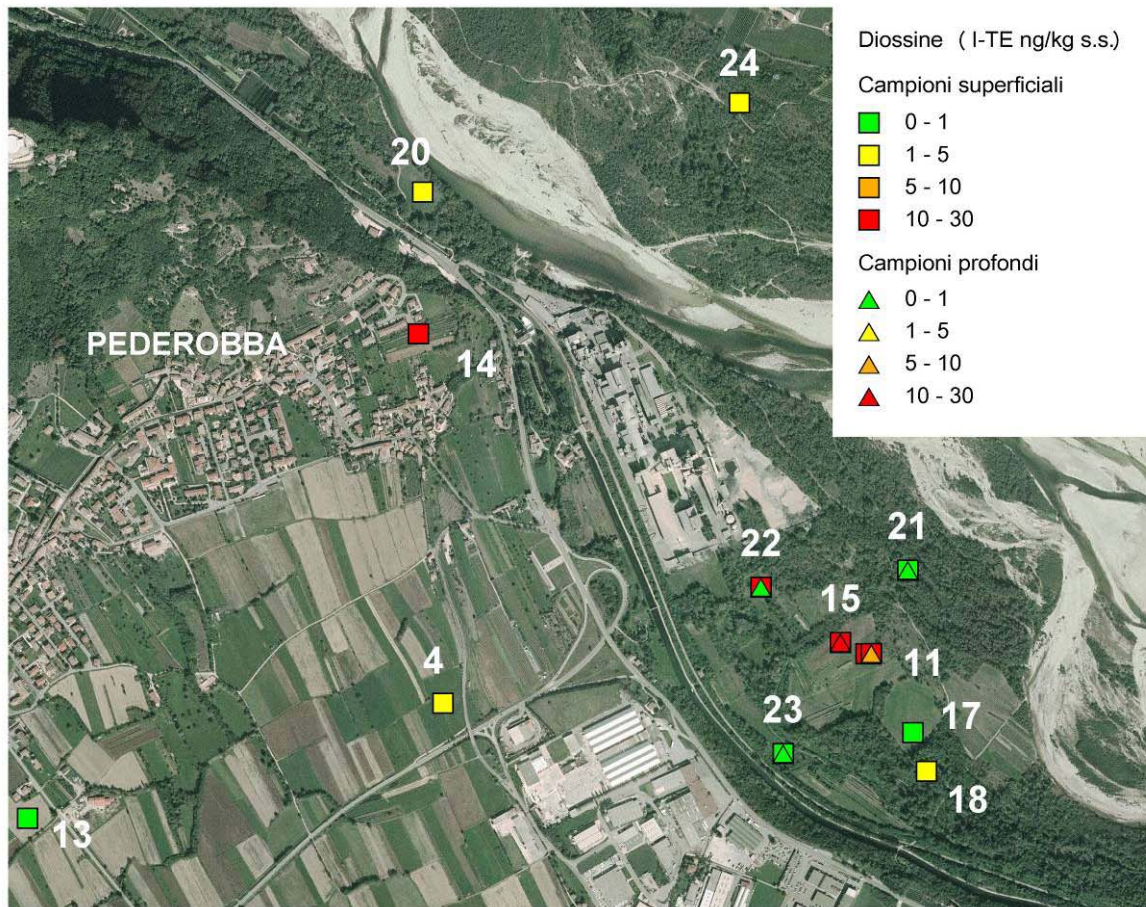 Diossine ( I-TE ng/kg s.s.)
Campioni superficiali
0 - 1
1 - 5
5 - 10
10 - 30
Campioni profondi
0 - 1
1 - 5
5 - 10
10 - 30
24
20
PEDEROBBA
14
22
21
15
11
4
23
17
18
13